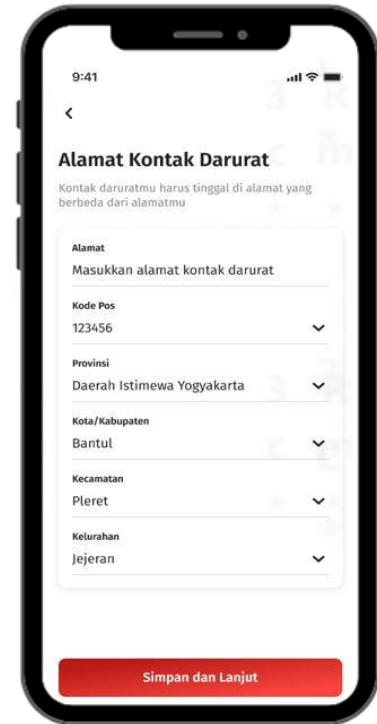 9:41
Alamat Kontak Darurat
Kontak daruratmu harus tinggal di alamat yang
berbeda dari alamatmu
Alamat
Masukkan alamat kontak darurat
Kode Pos
123456
Provinsi
Daerah Istimewa Yogyakarta
Kota/Kabupaten
Bantul
Kecamatan
Pleret
Kelurahan
Jejeran
Simpan dan Lanjut